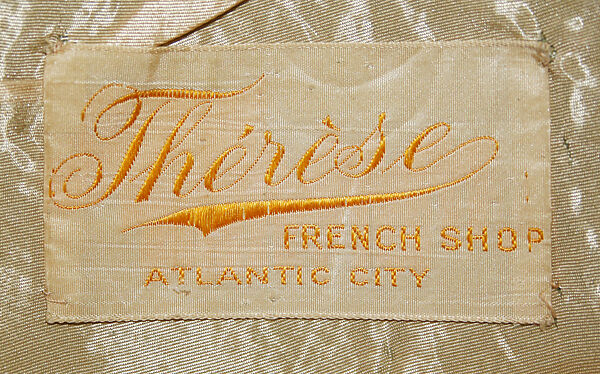 Thérèse
FRENCH SHOP
ATLANTIC CITY